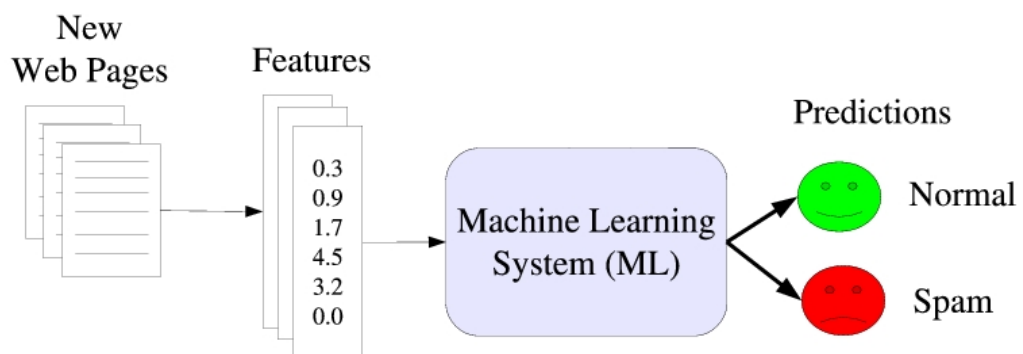 New
Web Pages
Features
0.3
0.9
1.7
4.5
3.2
0.0
Machine Learning
System (ML)
Predictions
Normal
Spam